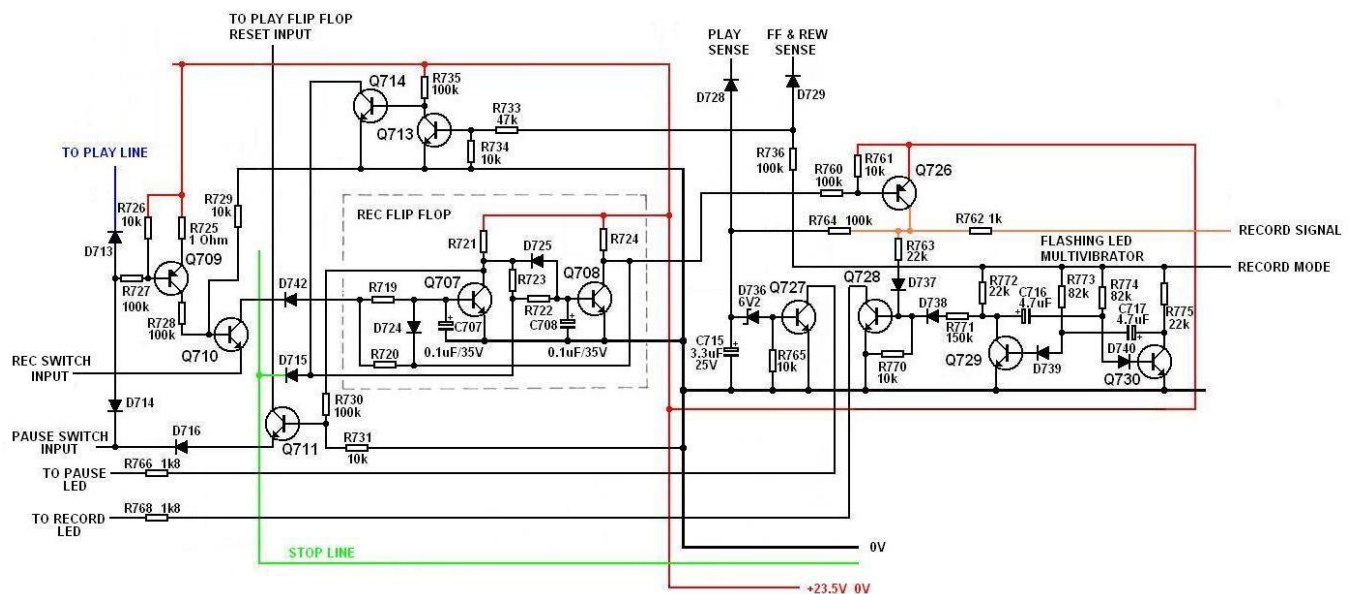 TO PLAY FLIP FLOP
RESET INPUT
PLAY
SENSE
FF & REW
SENSE
Q714
R735
100k
D728
D729
R733
47k
Q713
R734
10k
TO PLAY LINE
R736
100k
R760
100k
R761
10k
Q726
R726
10k
R725
1 Ohm
R729
10k
REC FLIP FLOP
R764 100k
R762 1k
RECORD SIGNAL
D713
Q709
R721
D725
R724
R763
22k
FLASHING LED
MULTIVIBRATOR
RECORD MODE
R727
100k
D742
Q707
R723
Q708
D736
6V2
Q727
Q728
D737
R772
22k
C716
4.7uF
R773
82k
R774
82k
R775
22k
R719
R722
D738
C717
4.7uF
R728
100k
D724
C707
C708
+
+
+
+
+
Q710
D715
R720
0.1uF/35V
0.1uF/35V
C715
3.3uF
25V
R765
10k
R770
10k
R771
150k
Q729
D739
D740
Q730
REC SWITCH
INPUT
D714
R730
100k
PAUSE SWITCH
INPUT
D716
Q711
R731
10k
TO PAUSE
LED
R766 1k8
TO RECORD
LED
R768 1k8
STOP LINE
0V
+23.5V 0V